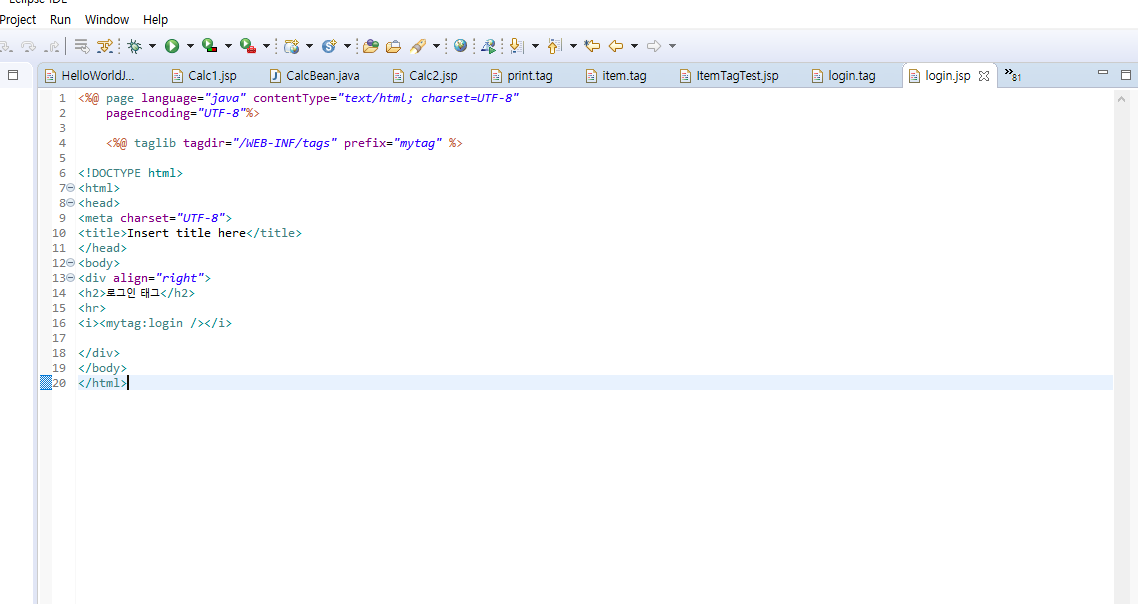 Eclipse IDE
Project Run Window Help
HelloWorldJ... Calc1.jsp CalcBean.java Calc2.jsp print.tag item.tag ItemTagTest.jsp login.tag login.jsp »81
1 <%@ page language="java" contentType="text/html; charset=UTF-8"
2 pageEncoding="UTF-8"%>
3
4 <%@ taglib tagdir="/WEB-INF/tags" prefix="mytag" %>
5
6 <!DOCTYPE html>
7 <html>
8 <head>
9 <meta charset="UTF-8">
10 <title>Insert title here</title>
11 </head>
12 <body>
13 <div align="right">
14 <h2>로그인 태그</h2>
15 <hr>
16 <i><mytag:login /></i>
17
18 </div>
19 </body>
20 </html>